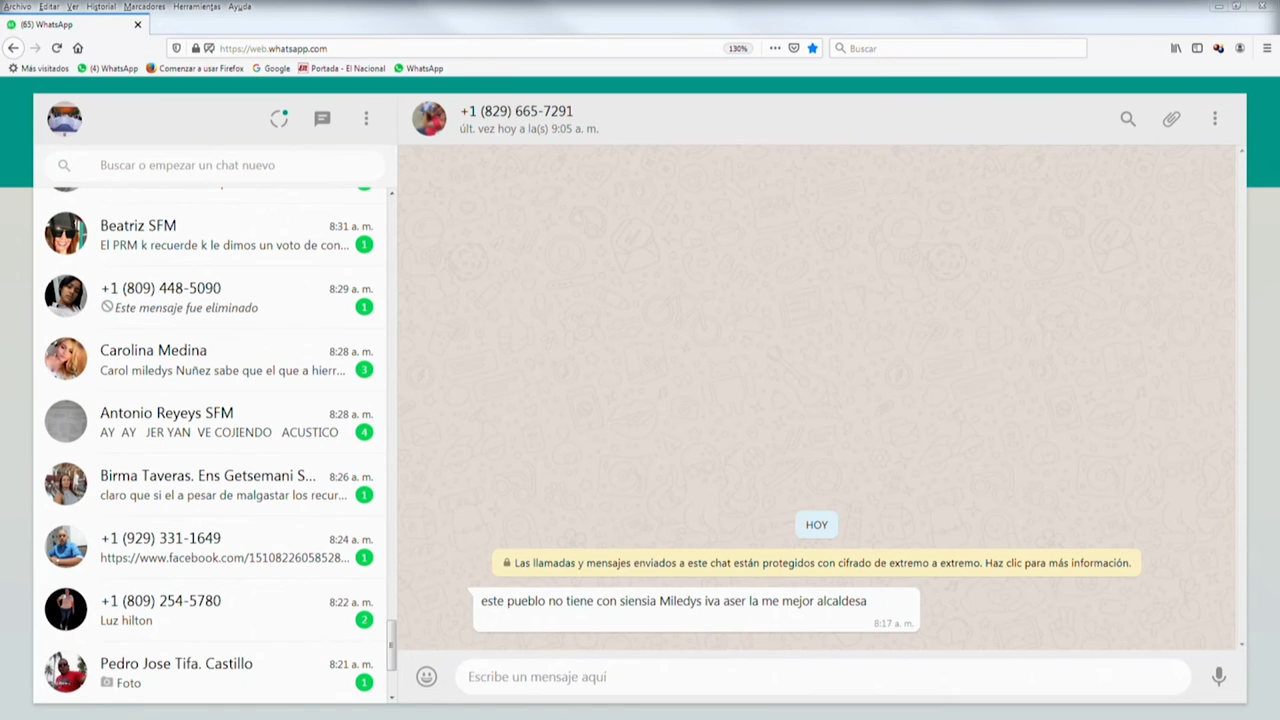 Archivo Editar Ver Historial Marcadores Herramientas Ayuda
(65) WhatsApp
https://web.whatsapp.com
130%
Buscar
Más visitados (4) WhatsApp Comenzar a usar Firefox Google Portada - El Nacional WhatsApp
+1 (829) 665-7291
últ. vez hoy a la(s) 9:05 a. m.
Buscar o empezar un chat nuevo
Beatriz SFM 8:31 a. m.
El PRM k recuerde k le dimos un voto de con... 1
+1 (809) 448-5090 8:29 a. m.
Este mensaje fue eliminado 1
Carolina Medina 8:28 a. m.
Carol miledys Nuñez sabe que el que a hierr... 3
Antonio Reyeys SFM 8:28 a. m.
AY AY JER YAN VE COJIENDO ACUSTICO 4
Birma Taveras. Ens Getsemani S... 8:26 a. m.
claro que si el a pesar de malgastar los recur... 1
+1 (929) 331-1649 8:24 a. m.
https://www.facebook.com/15108226058528... 1
+1 (809) 254-5780 8:22 a. m.
Luz hilton 2
Pedro Jose Tifa. Castillo 8:21 a. m.
Foto 1
HOY
Las llamadas y mensajes enviados a este chat están protegidos con cifrado de extremo a extremo. Haz clic para más información.
este pueblo no tiene con siensia Miledys iva aser la me mejor alcaldesa
8:17 a. m.
Escribe un mensaje aquí